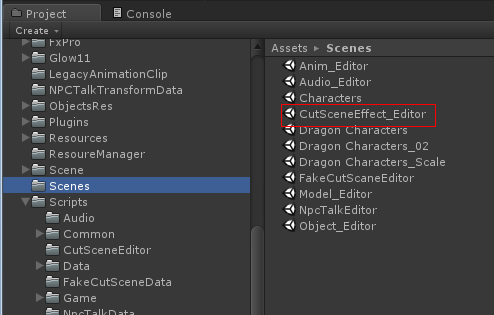 Project
Console
Create
FxPro
Glow11
LegacyAnimationClip
NPCTalkTransformData
ObjectsRes
Plugins
Resources
ResoureManager
Scene
Scenes
Scripts
Audio
Common
CutSceneEditor
Data
FakeCutSceneData
Game
NpcTalkData
Assets ▸ Scenes
Anim_Editor
Audio_Editor
Characters
CutSceneEffect_Editor
Dragon Characters
Dragon Characters_02
Dragon Characters_Scale
FakeCutScaneEditor
Model_Editor
NpcTalkEditor
Object_Editor